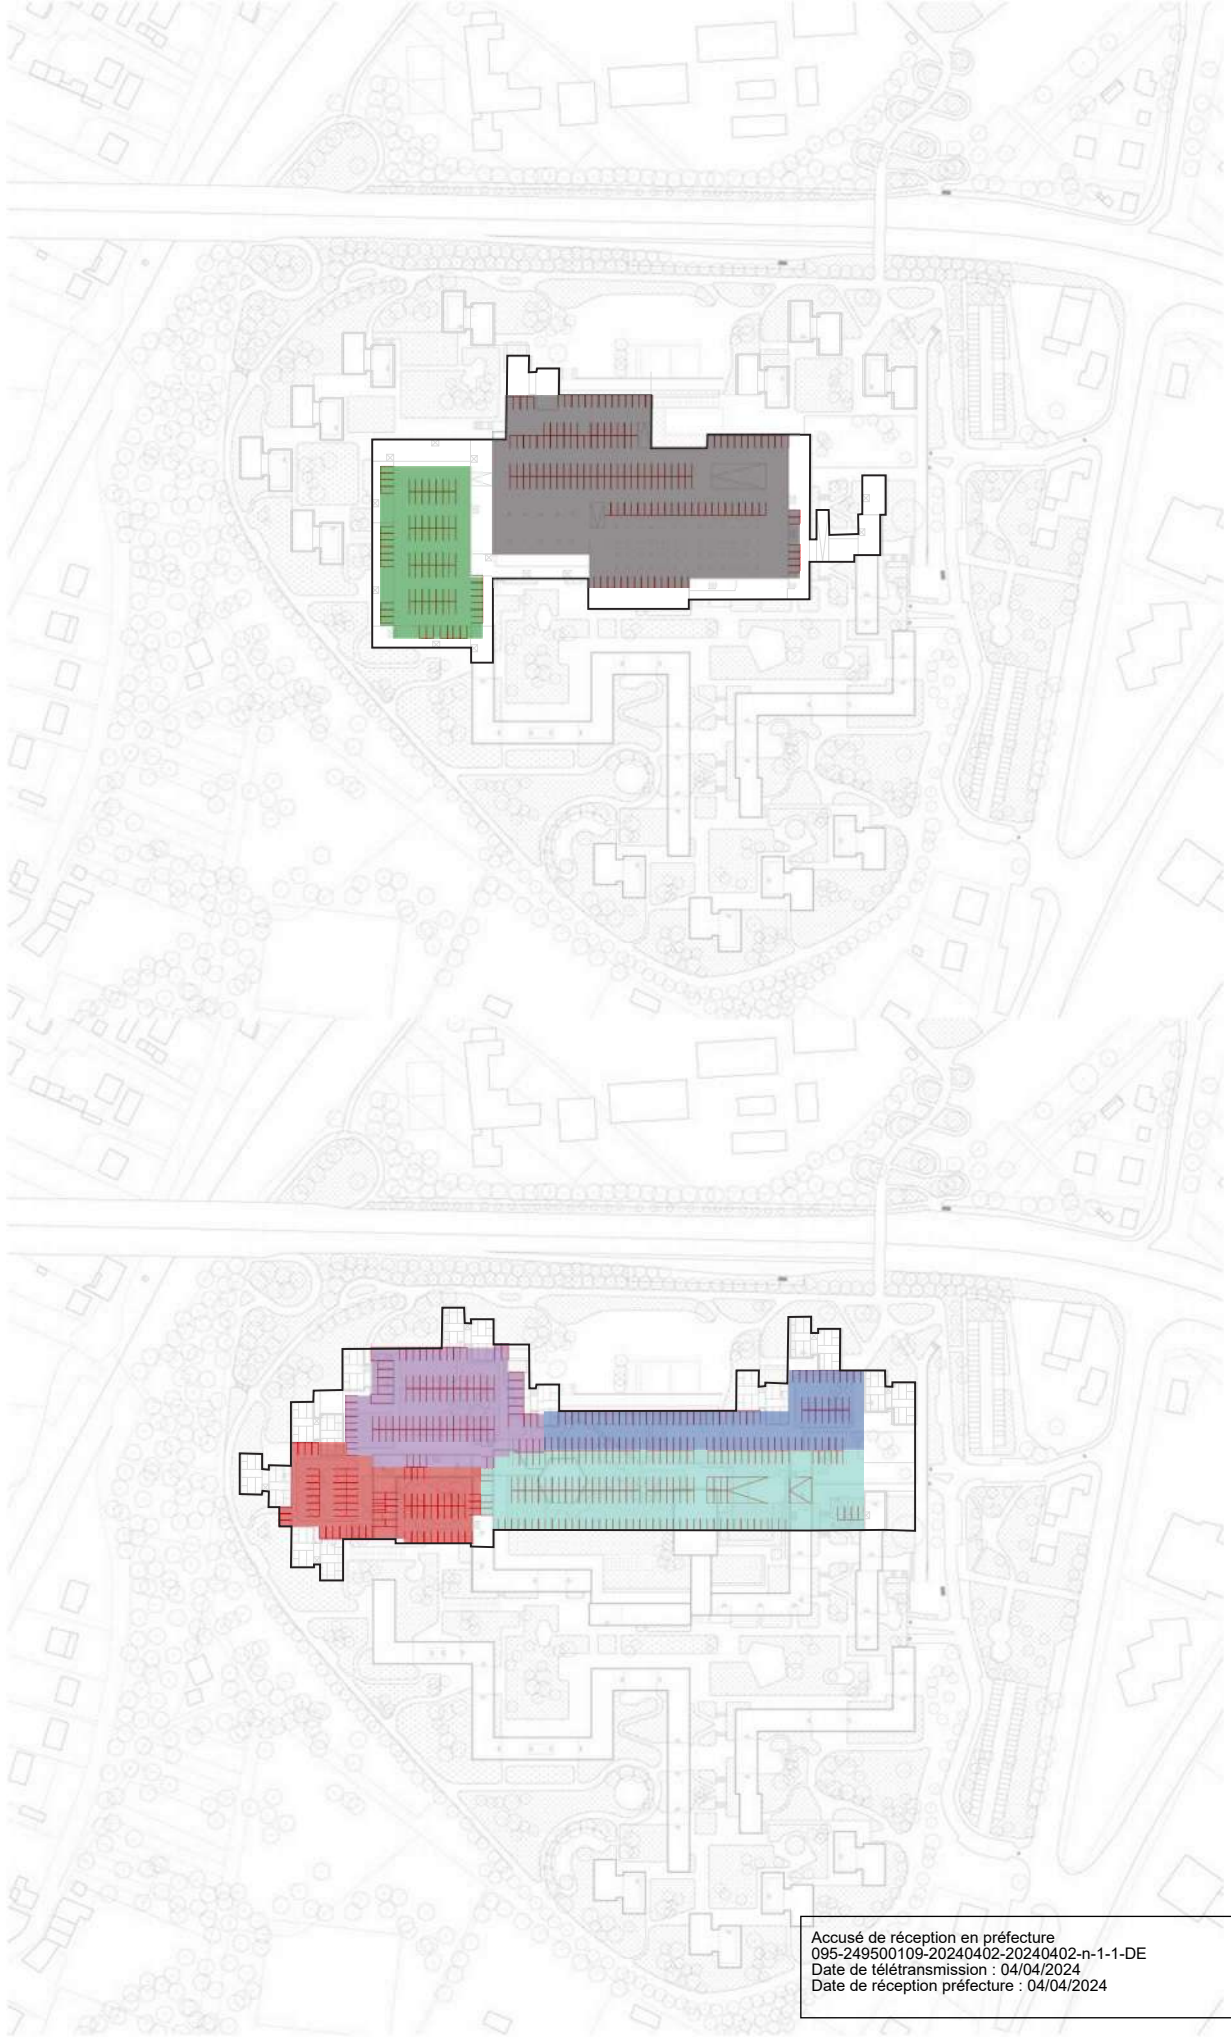 Accusé de réception en préfecture
095-249500109-20240402-20240402-n-1-1-DE
Date de télétransmission : 04/04/2024
Date de réception préfecture : 04/04/2024